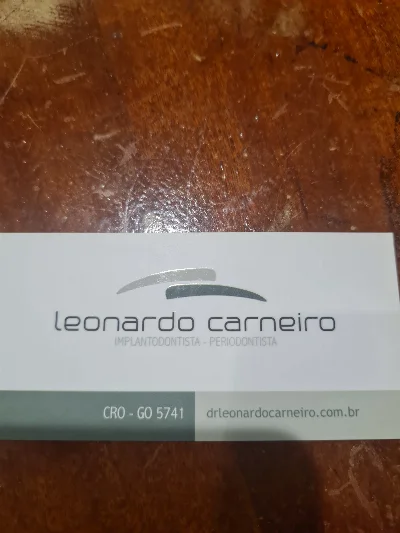 leonardo carneiro
IMPLANTODONTISTA - PERIODONTISTA
CRO - GO 5741
drleonardocarneiro.com.br